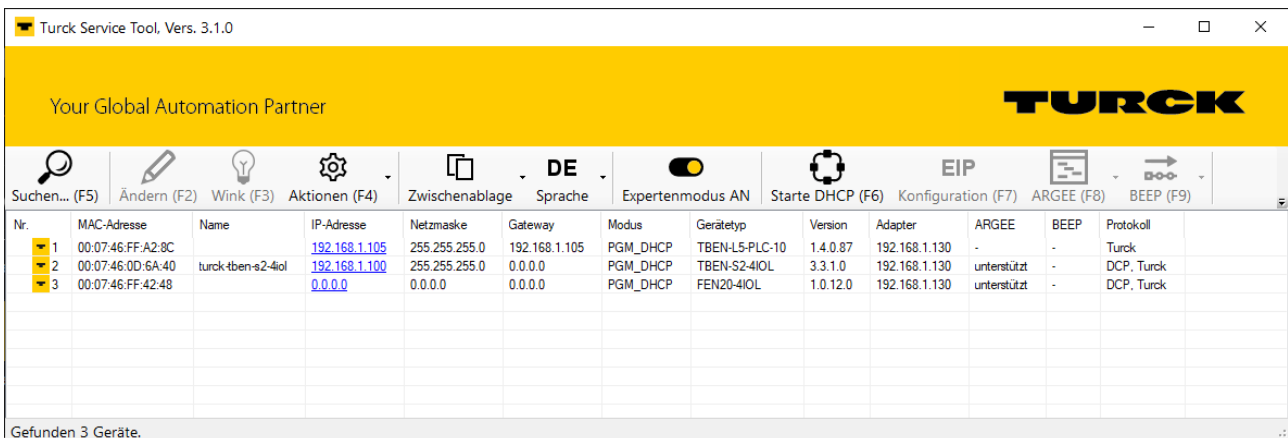 Turck Service Tool, Vers. 3.1.0
Your Global Automation Partner
TURCK
Suchen... (F5) Ändern (F2) Wink (F3) Aktionen (F4) Zwischenablage DE Sprache Expertenmodus AN Starte DHCP (F6) EIP Konfiguration (F7) ARGEE (F8) BEEP (F9)
Nr. MAC-Adresse Name IP-Adresse Netzmaske Gateway Modus Gerätetyp Version Adapter ARGEE BEEP Protokoll
1 00:07:46:FF:A2:8C 192.168.1.105 255.255.255.0 192.168.1.105 PGM_DHCP TBEN-L5-PLC-10 1.4.0.87 192.168.1.130 - - Turck
2 00:07:46:0D:6A:40 turck-tben-s2-4iol 192.168.1.100 255.255.255.0 0.0.0.0 PGM_DHCP TBEN-S2-4IOL 3.3.1.0 192.168.1.130 unterstützt - DCP, Turck
3 00:07:46:FF:42:48 0.0.0.0 0.0.0.0 0.0.0.0 PGM_DHCP FEN20-4IOL 1.0.12.0 192.168.1.130 unterstützt - DCP, Turck
Gefunden 3 Geräte.